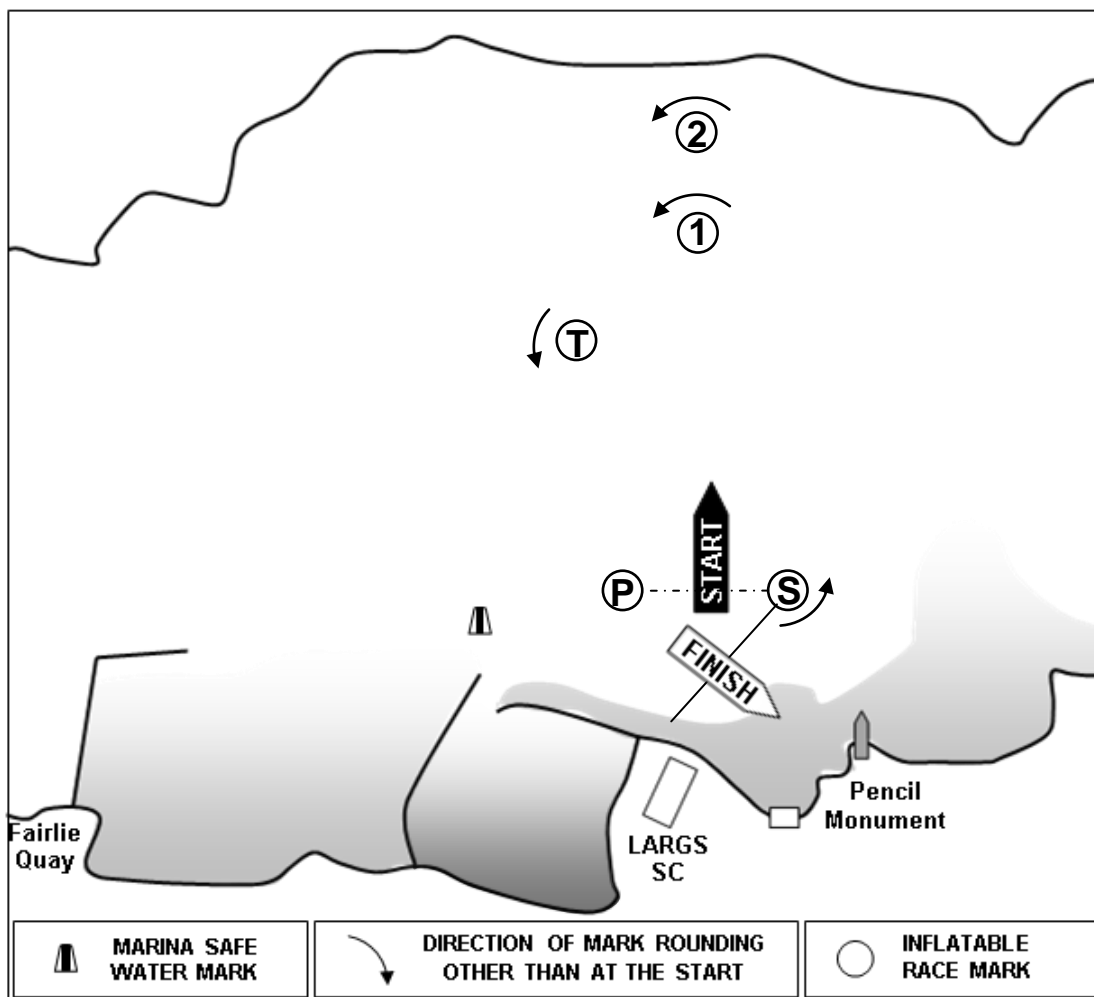 2
1
T
START
P
S
FINISH
Pencil
Monument
Fairlie
Quay
LARGS
SC
MARINA SAFE
WATER MARK
DIRECTION OF MARK ROUNDING
OTHER THAN AT THE START
INFLATABLE
RACE MARK